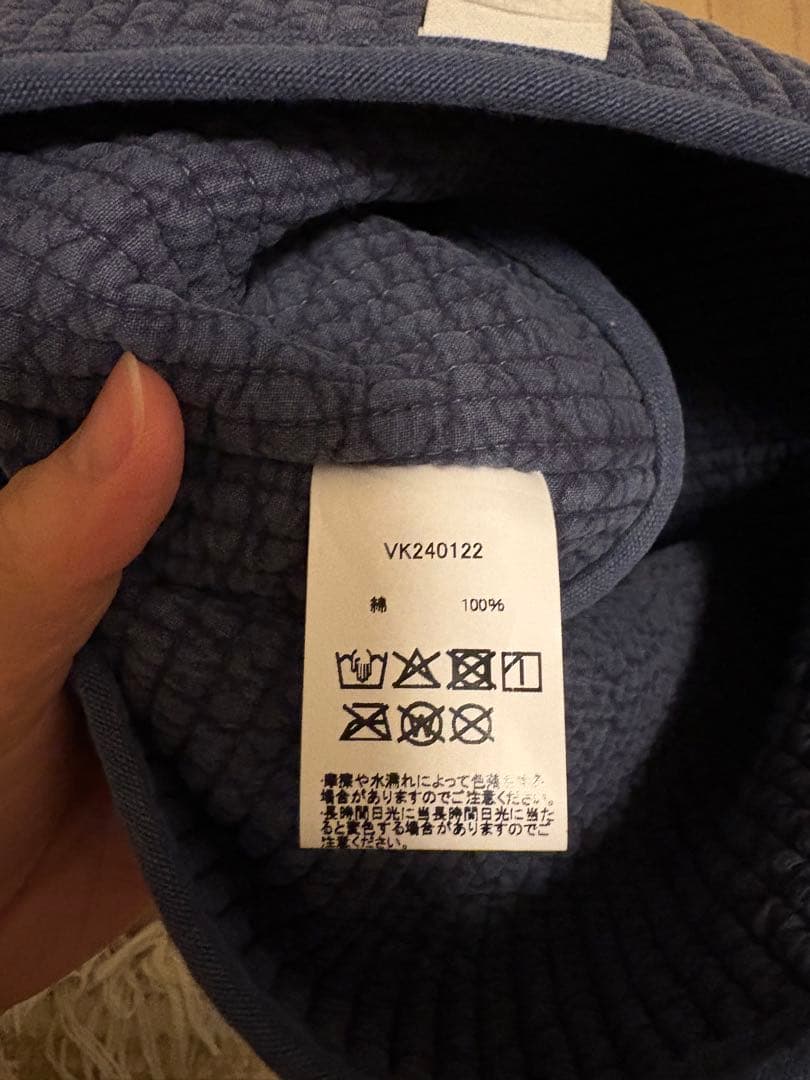 VK240122
綿 100%
・摩擦や水濡れによって色落ちする
場合がありますのでご注意ください。
・長時間日光に当長時間日光に当た
ると変色する場合がありますのでご
注意ください。